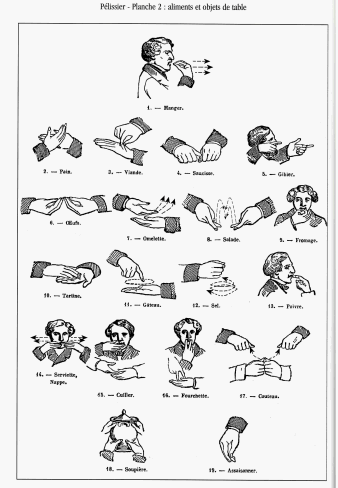 Pélissier - Planche 2 : aliments et objets de table
1. — Manger.
2. — Pain.
3. — Viande.
4. — Saucisse.
5. — Gibier.
6. — Œufs.
7. — Omelette.
8. — Salade.
9. — Fromage.
10. — Tartine.
11. — Gâteau.
12. — Sel.
13. — Poivre.
14. — Serviette,
Nappe.
15. — Cuiller.
16. — Fourchette.
17. — Couteau.
18. — Soupière.
19. — Assaisonner.